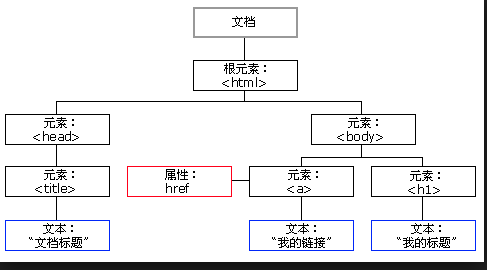 文档
根元素：
<html>
元素：
<head>
元素：
<body>
元素：
<title>
属性：
href
元素：
<a>
元素：
<h1>
文本：
“文档标题”
文本：
“我的链接”
文本：
“我的标题”